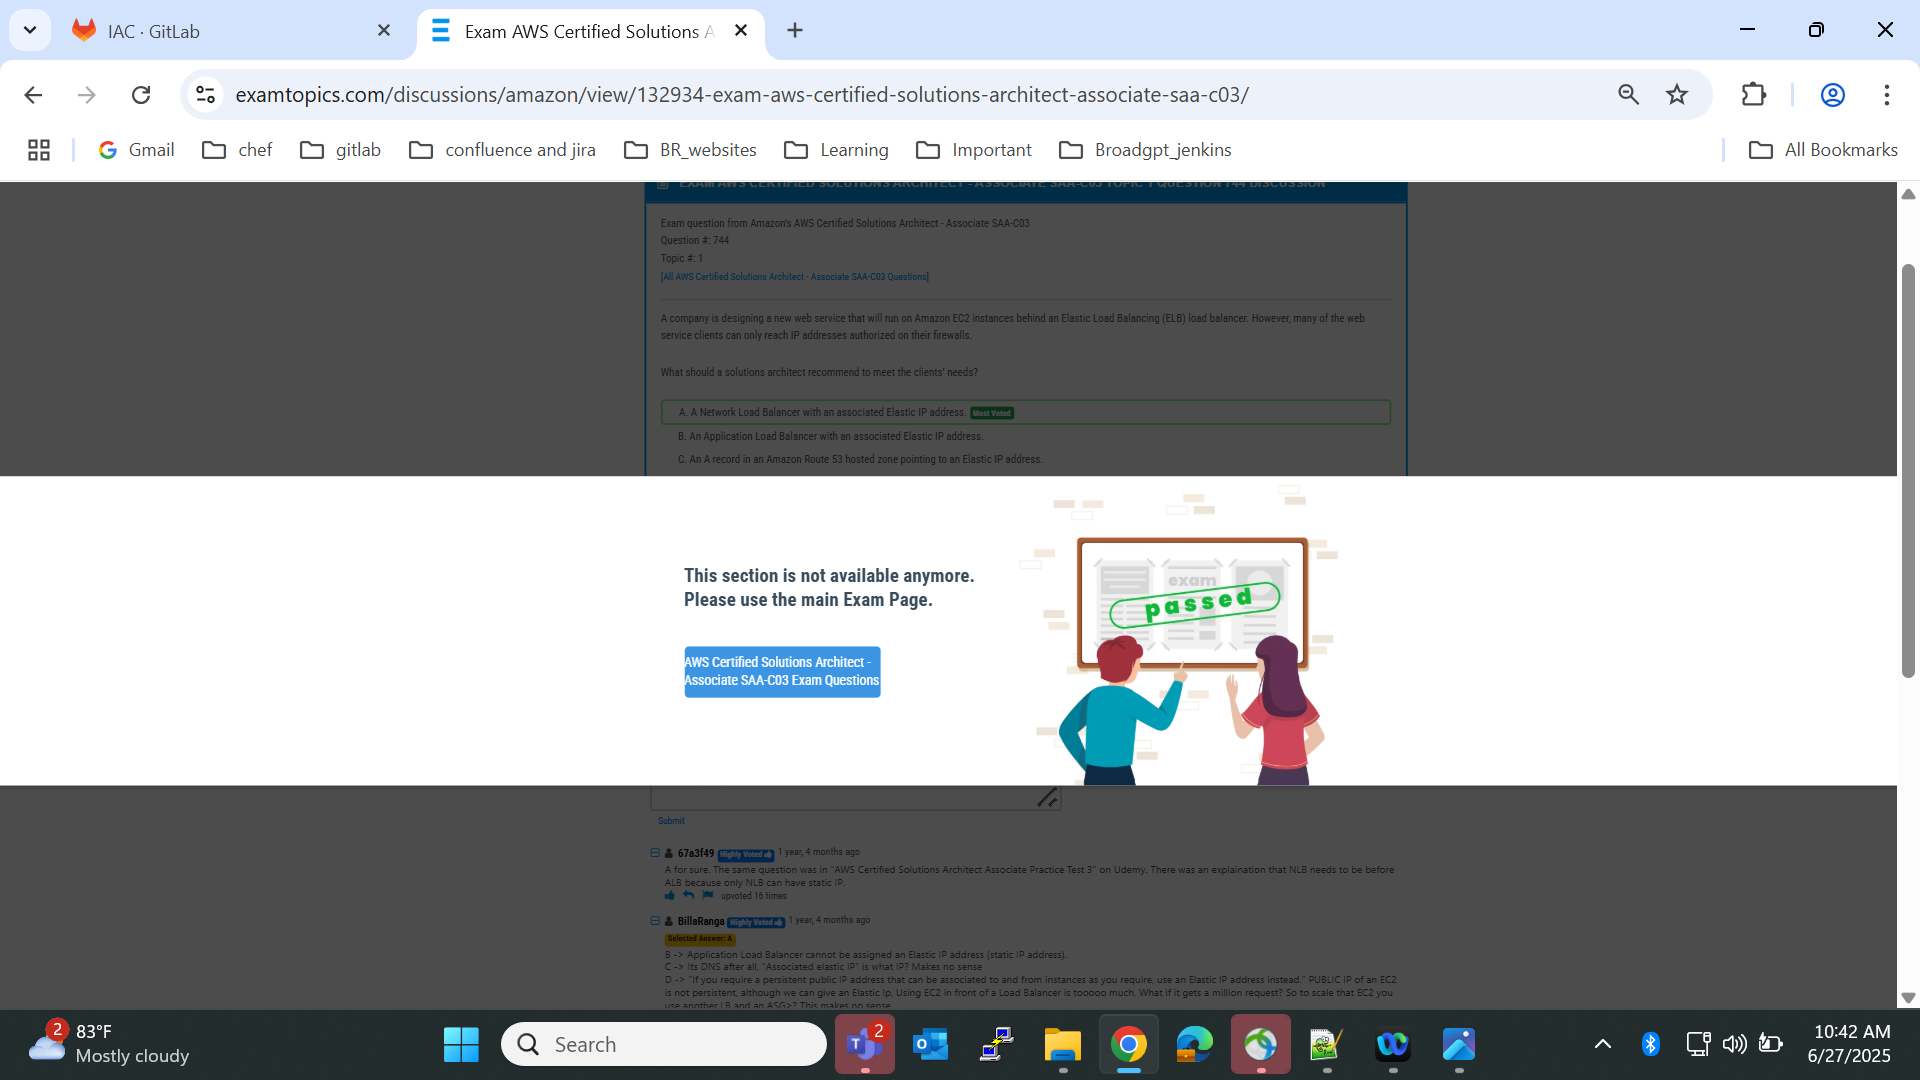 IAC · GitLab
Exam AWS Certified Solutions A
examtopics.com/discussions/amazon/view/132934-exam-aws-certified-solutions-architect-associate-saa-c03/
Gmail
chef
gitlab
confluence and jira
BR_websites
Learning
Important
Broadgpt_jenkins
All Bookmarks
EXAM AWS CERTIFIED SOLUTIONS ARCHITECT - ASSOCIATE SAA-C03 TOPIC 1 QUESTION 744 DISCUSSION
Exam question from Amazon's AWS Certified Solutions Architect - Associate SAA-C03
Question #: 744
Topic #: 1
[All AWS Certified Solutions Architect - Associate SAA-C03 Questions]
A company is designing a new web service that will run on Amazon EC2 instances behind an Elastic Load Balancing (ELB) load balancer. However, many of the web
service clients can only reach IP addresses authorized on their firewalls.
What should a solutions architect recommend to meet the clients' needs?
A. A Network Load Balancer with an associated Elastic IP address. Most Voted
B. An Application Load Balancer with an associated Elastic IP address.
C. An A record in an Amazon Route 53 hosted zone pointing to an Elastic IP address.
This section is not available anymore.
Please use the main Exam Page.
AWS Certified Solutions Architect -
Associate SAA-C03 Exam Questions
exam
passed
Submit
67a3f49 Highly Voted 1 year, 4 months ago
A for sure. The same question was in "AWS Certified Solutions Architect Associate Practice Test 3" on Udemy. There was an explaination that NLB needs to be before
ALB because only NLB can have static IP.
upvoted 16 times
BillaRanga Highly Voted 1 year, 4 months ago
Selected Answer: A
B -> Application Load Balancer cannot be assigned an Elastic IP address (static IP address).
C -> Its DNS after all, "Associated elastic IP" is what IP? Makes no sense
D -> "If you require a persistent public IP address that can be associated to and from instances as you require, use an Elastic IP address instead." PUBLIC IP of an EC2
is not persistent, although we can give an Elastic Ip, Using EC2 in front of a Load Balancer is tooooo much. What if it gets a million request? So to scale that EC2 you
use another LB and an ASG>? This makes no sense
2
83°F
Mostly cloudy
Search
2
10:42 AM
6/27/2025